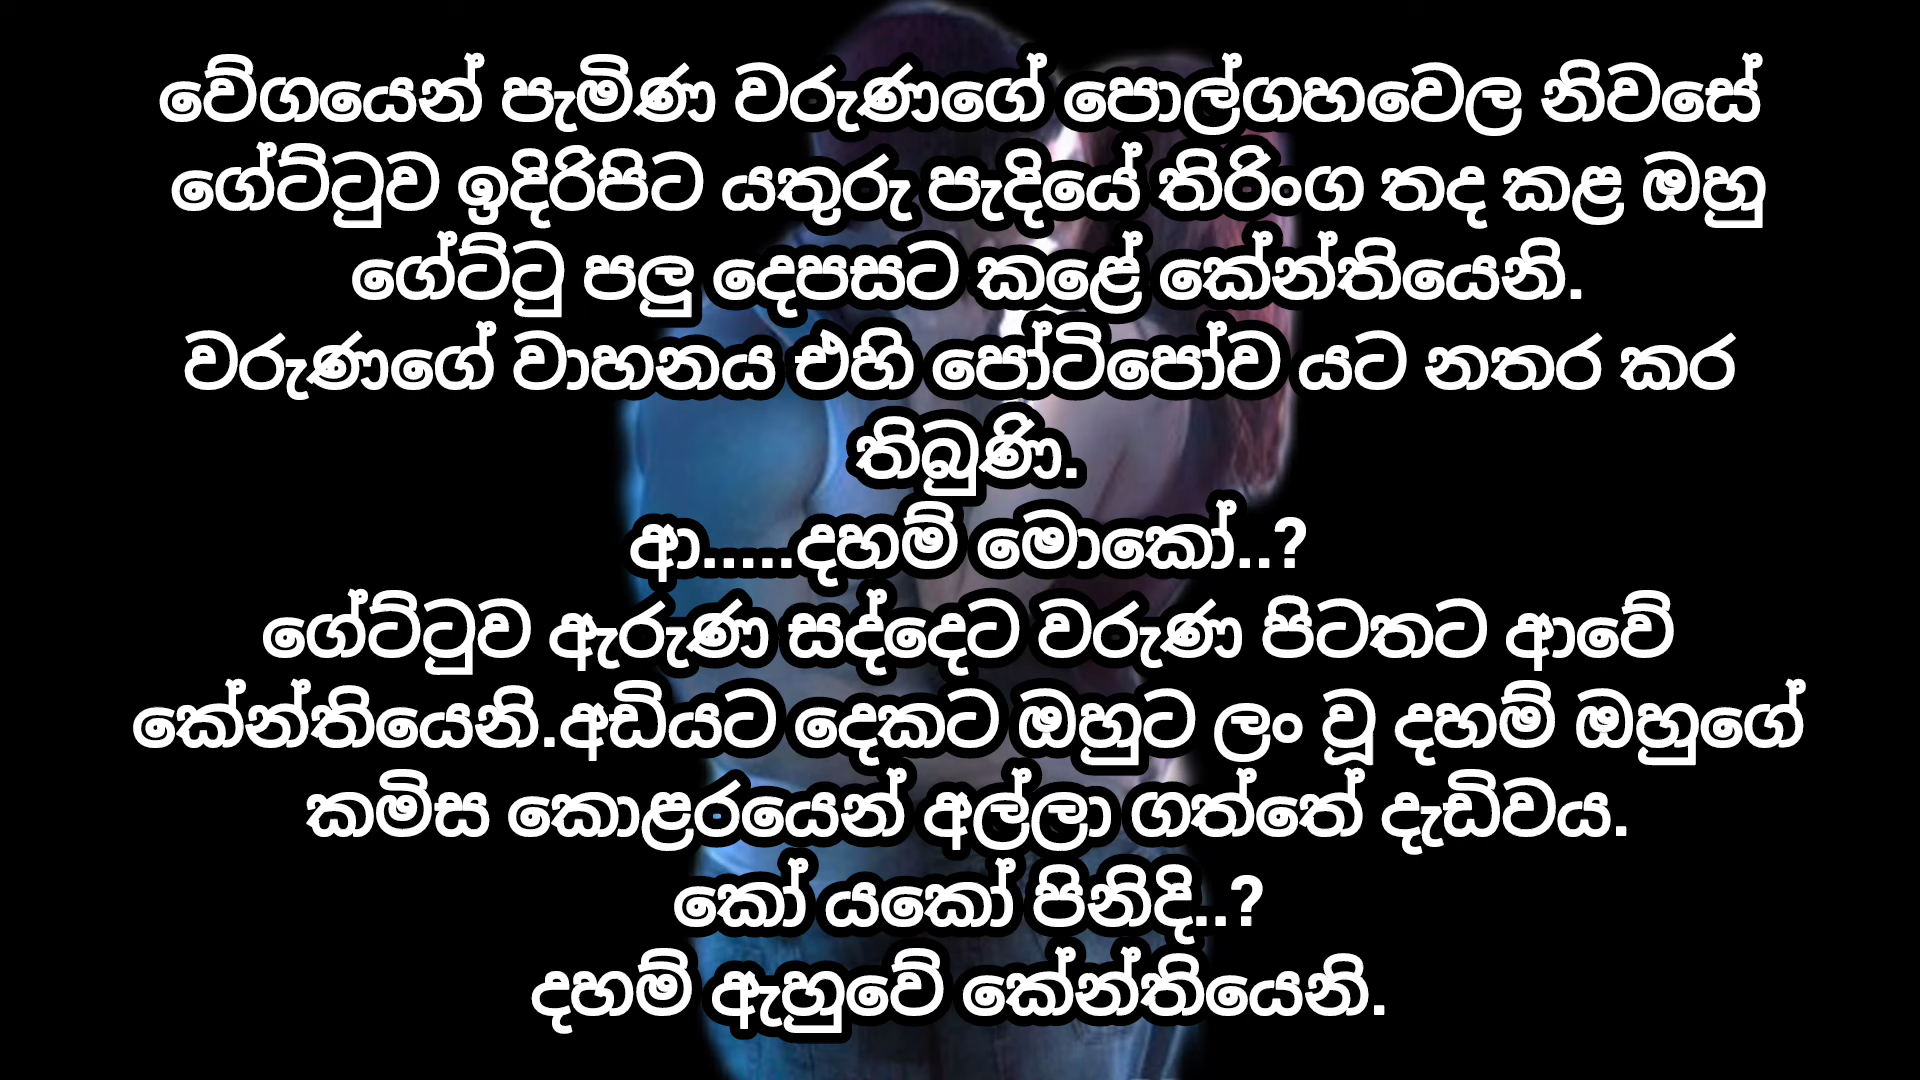 වේගයෙන් පැමිණ වරුණගේ පොල්ගහවෙල නිවසේ
ගේට්ටුව ඉදිරිපිට යතුරු පැදියේ තිරිංග තද කළ ඔහු
ගේට්ටු පලු දෙපසට කළේ කේන්තියෙනි.
වරුණගේ වාහනය එහි පෝටිපෝව යට නතර කර
තිබුණි.
ආ.....දහම් මොකෝ..?
ගේට්ටුව ඇරුණ සද්දෙට වරුණ පිටතට ආවේ
කේන්තියෙනි.අඩියට දෙකට ඔහුට ලං වූ දහම් ඔහුගේ
කමිස කොළරයෙන් අල්ලා ගත්තේ දැඩිවය.
කෝ යකෝ පිනිදි..?
දහම් ඇහුවේ කේන්තියෙනි.